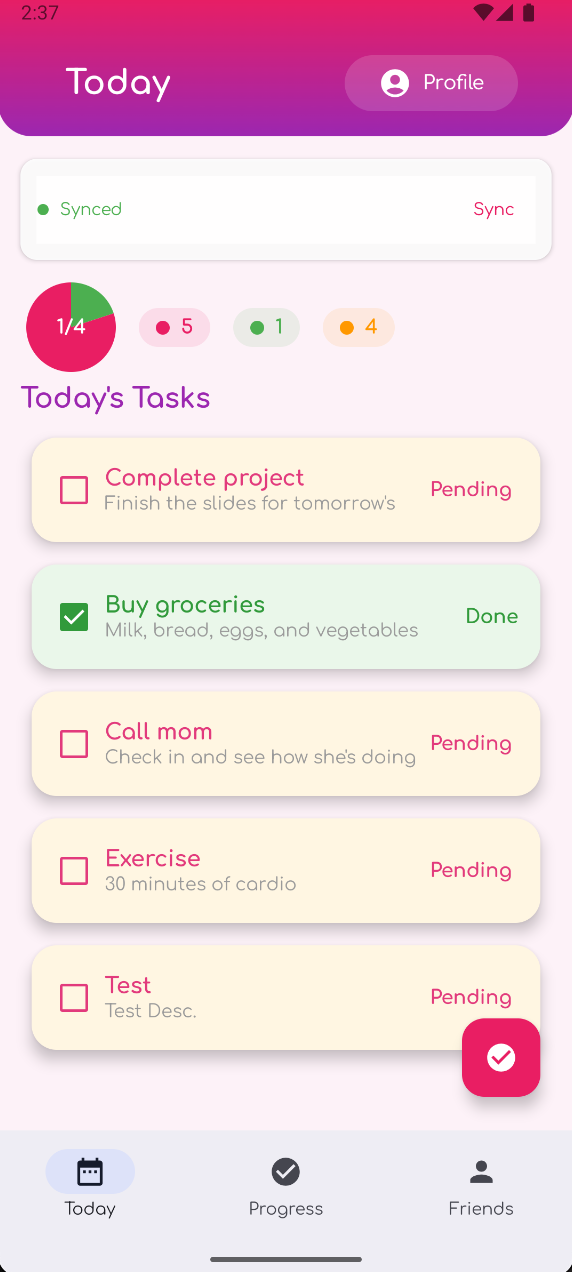 2:37
Today
Profile
Synced
Sync
1/4
5
1
4
Today's Tasks
Complete project
Finish the slides for tomorrow's
Pending
Buy groceries
Milk, bread, eggs, and vegetables
Done
Call mom
Check in and see how she's doing
Pending
Exercise
30 minutes of cardio
Pending
Test
Test Desc.
Pending
Today
Progress
Friends